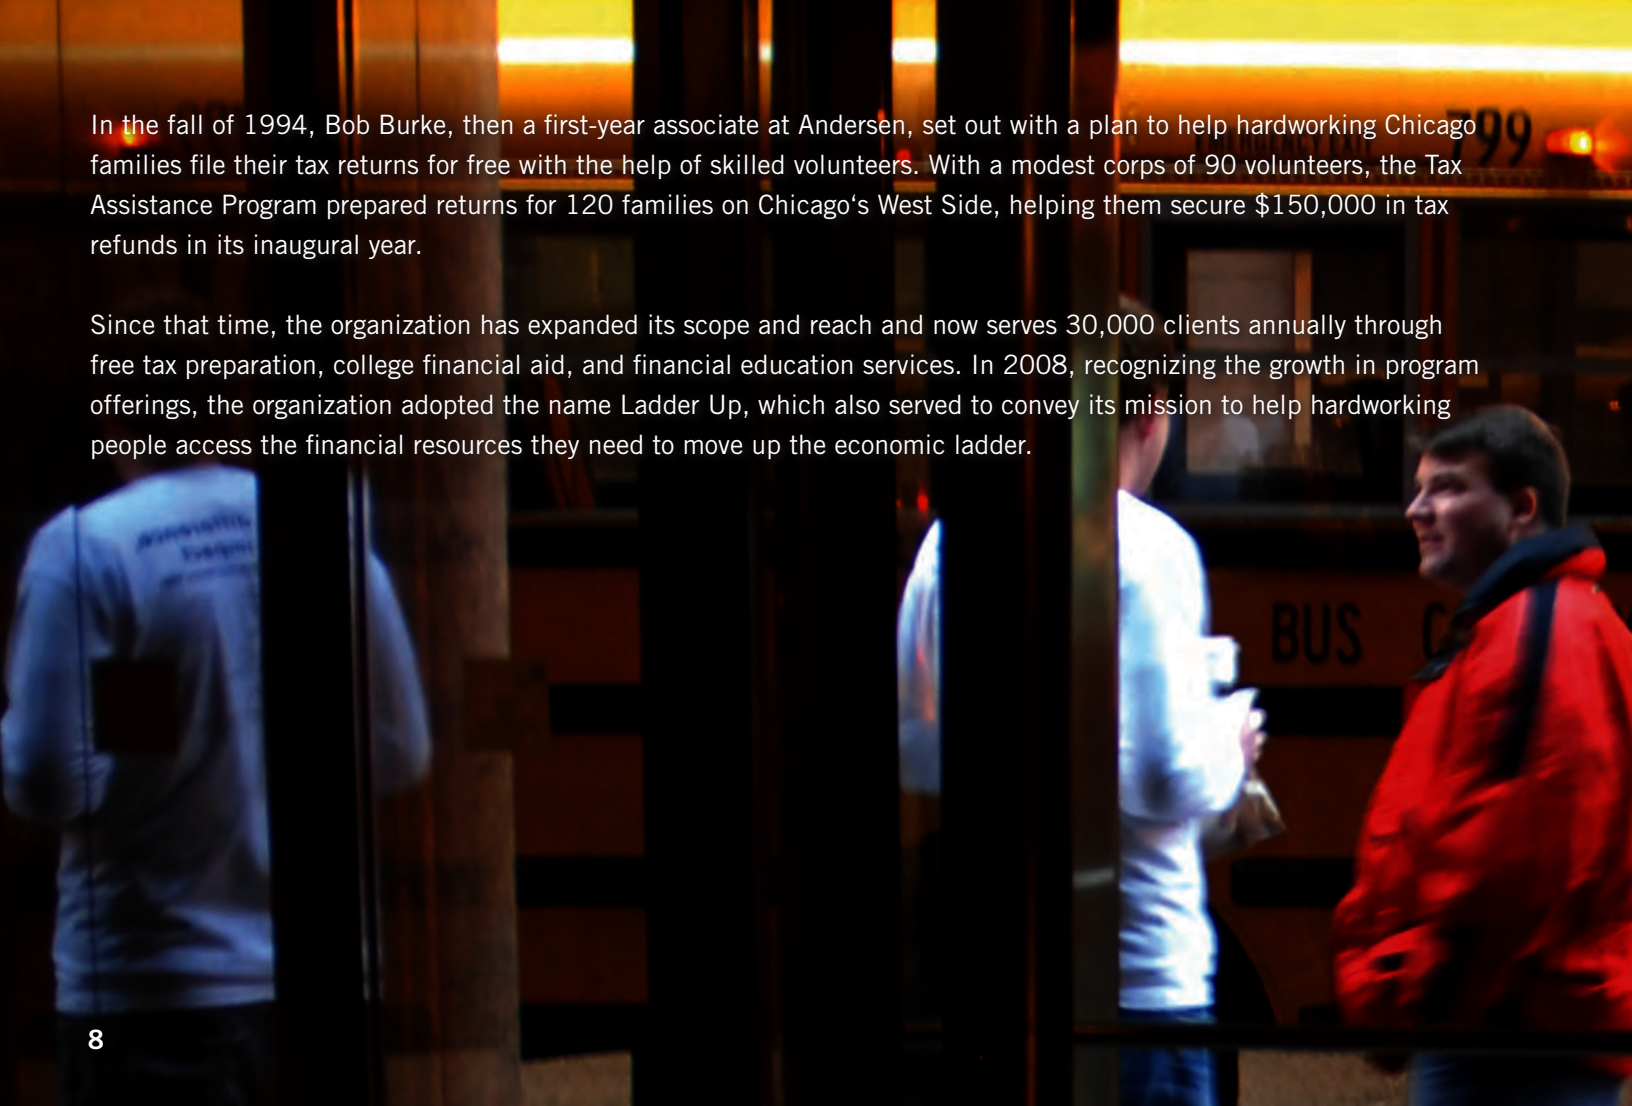 In the fall of 1994, Bob Burke, then a first-year associate at Andersen, set out with a plan to help hardworking Chicago
families file their tax returns for free with the help of skilled volunteers. With a modest corps of 90 volunteers, the Tax
Assistance Program prepared returns for 120 families on Chicago‘s West Side, helping them secure $150,000 in tax
refunds in its inaugural year.
Since that time, the organization has expanded its scope and reach and now serves 30,000 clients annually through
free tax preparation, college financial aid, and financial education services. In 2008, recognizing the growth in program
offerings, the organization adopted the name Ladder Up, which also served to convey its mission to help hardworking
people access the financial resources they need to move up the economic ladder.
799
BUS
8